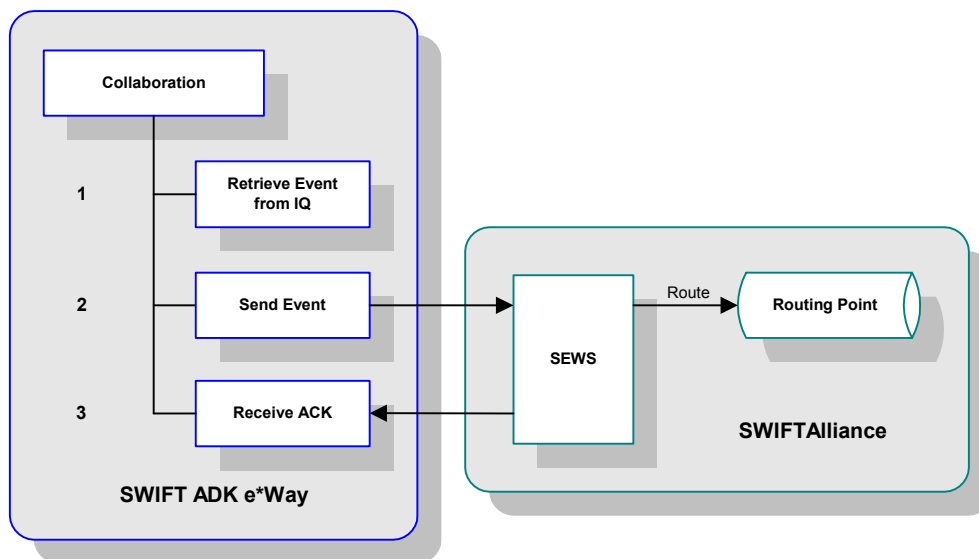 Collaboration
1
Retrieve Event
from IQ
2
Send Event
Route
Routing Point
SEWS
3
Receive ACK
SWIFTAlliance
SWIFT ADK e*Way